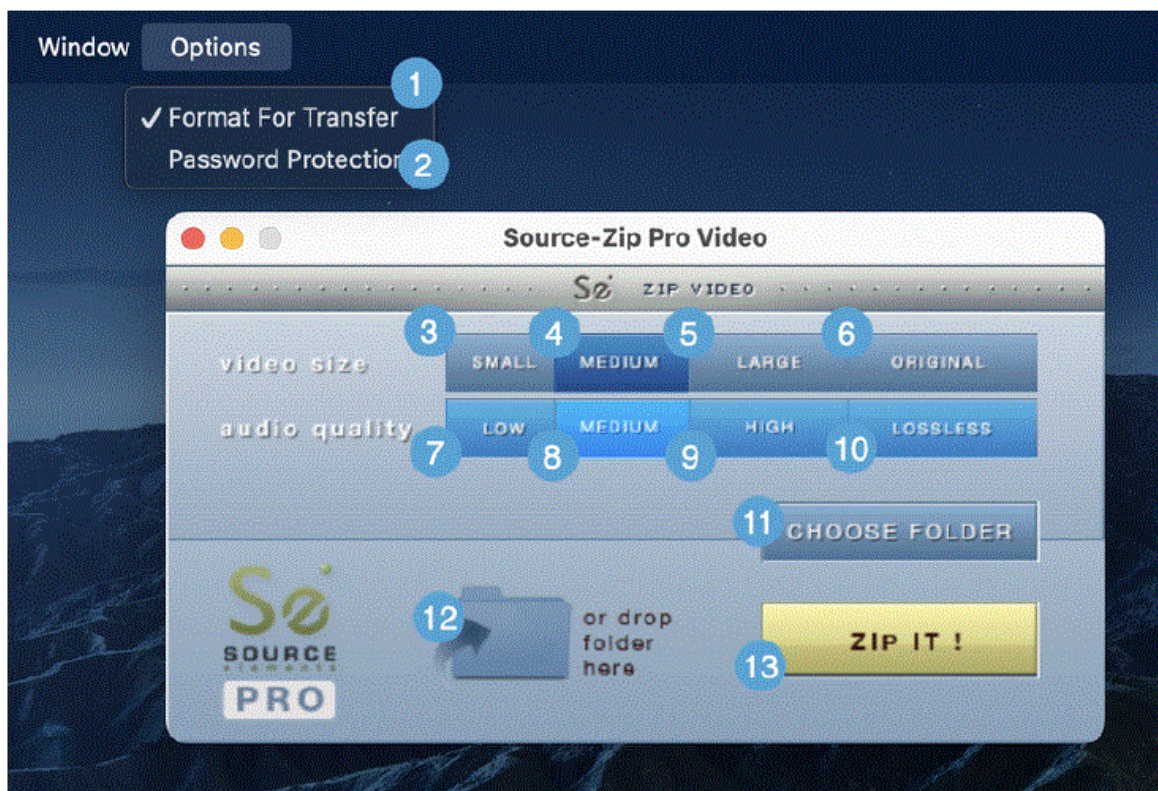 Window Options
1
✓ Format For Transfer
Password Protection 2
Source-Zip Pro Video
Se ZIP VIDEO
3 4 5 6
video size SMALL MEDIUM LARGE ORIGINAL
audio quality LOW MEDIUM HIGH LOSSLESS
7 8 9 10
11 CHOOSE FOLDER
Se
SOURCE
elements
PRO
12
or drop
folder
here
ZIP IT !
13